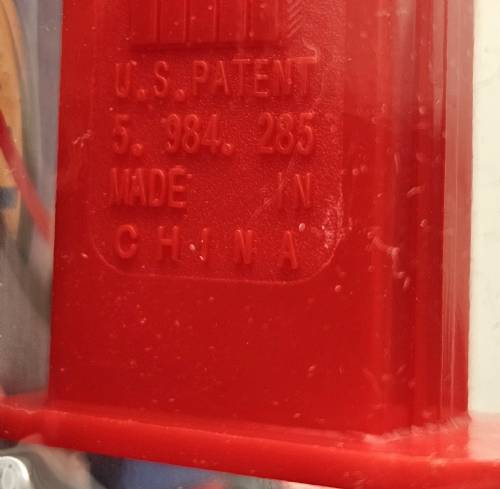 U.S.PATENT
5. 984. 285
MADE IN
CHINA